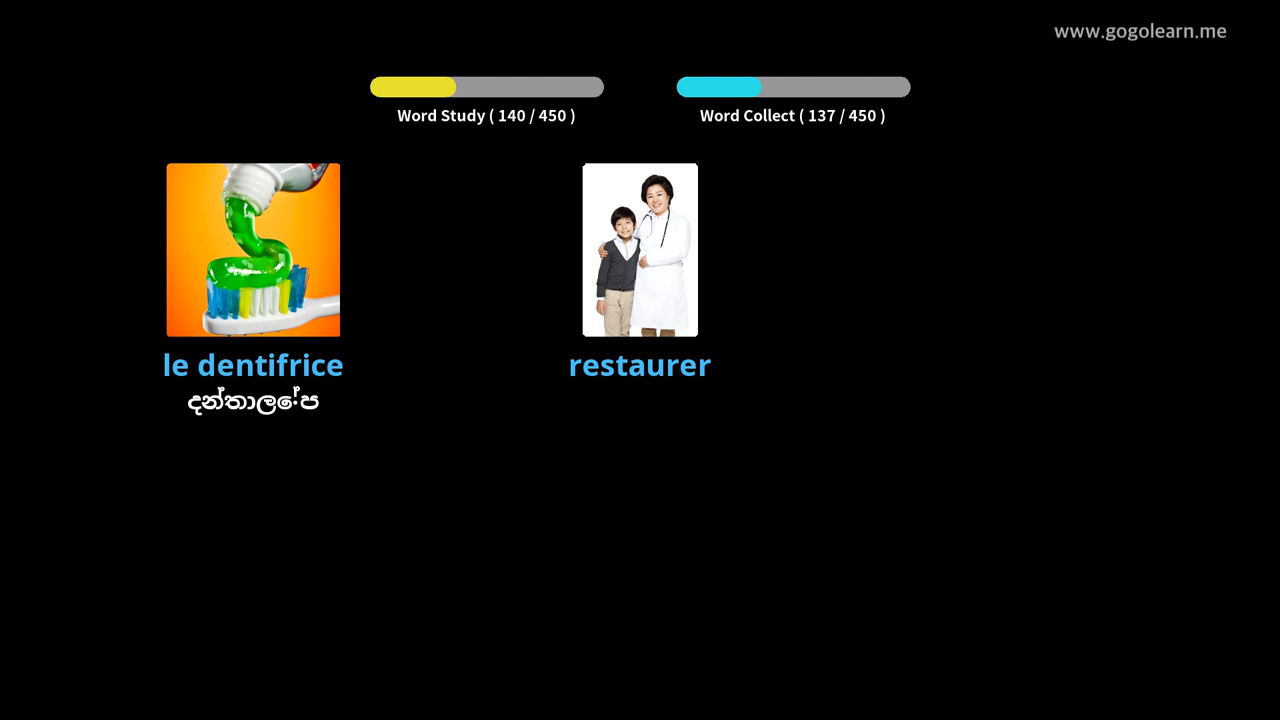 www.gogolearn.me
Word Study ( 140 / 450 )
Word Collect ( 137 / 450 )
le dentifrice
දන්තාලේප
restaurer